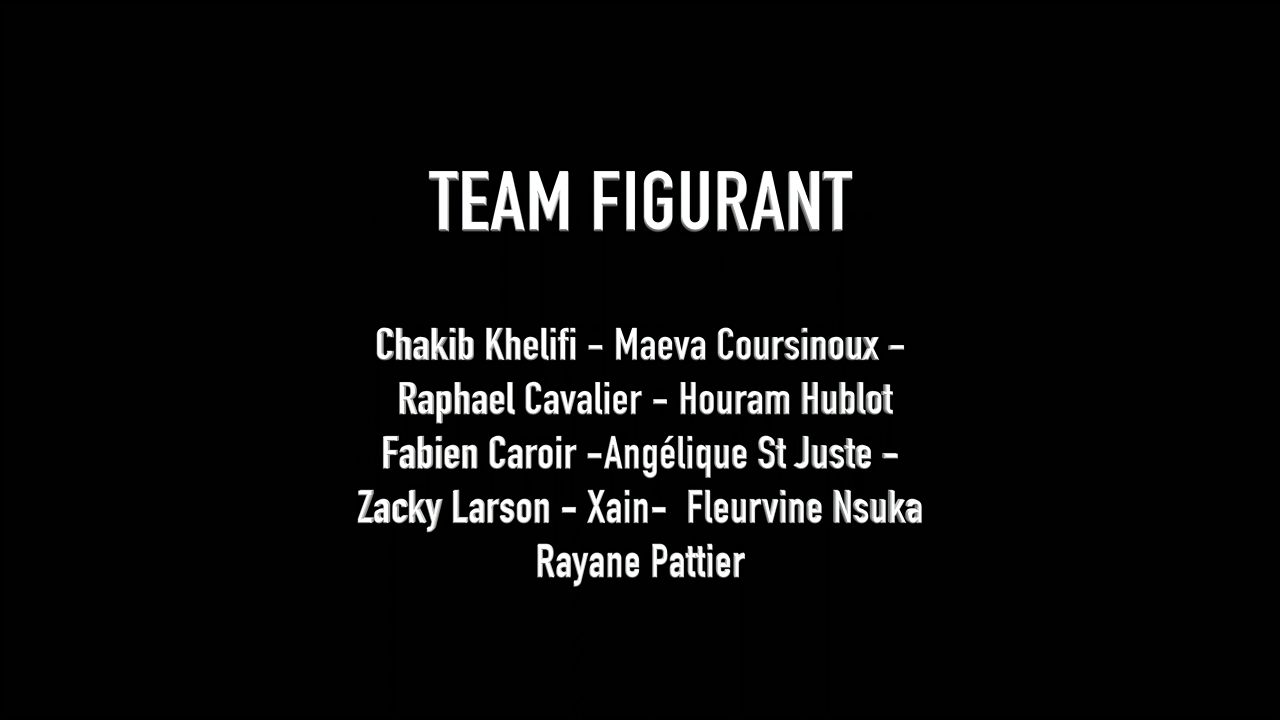 TEAM FIGURANT
Chakib Khelifi - Maeva Coursinoux -
Raphael Cavalier - Houram Hublot
Fabien Caroir -Angélique St Juste -
Zacky Larson - Xain-  Fleurvine Nsuka
Rayane Pattier